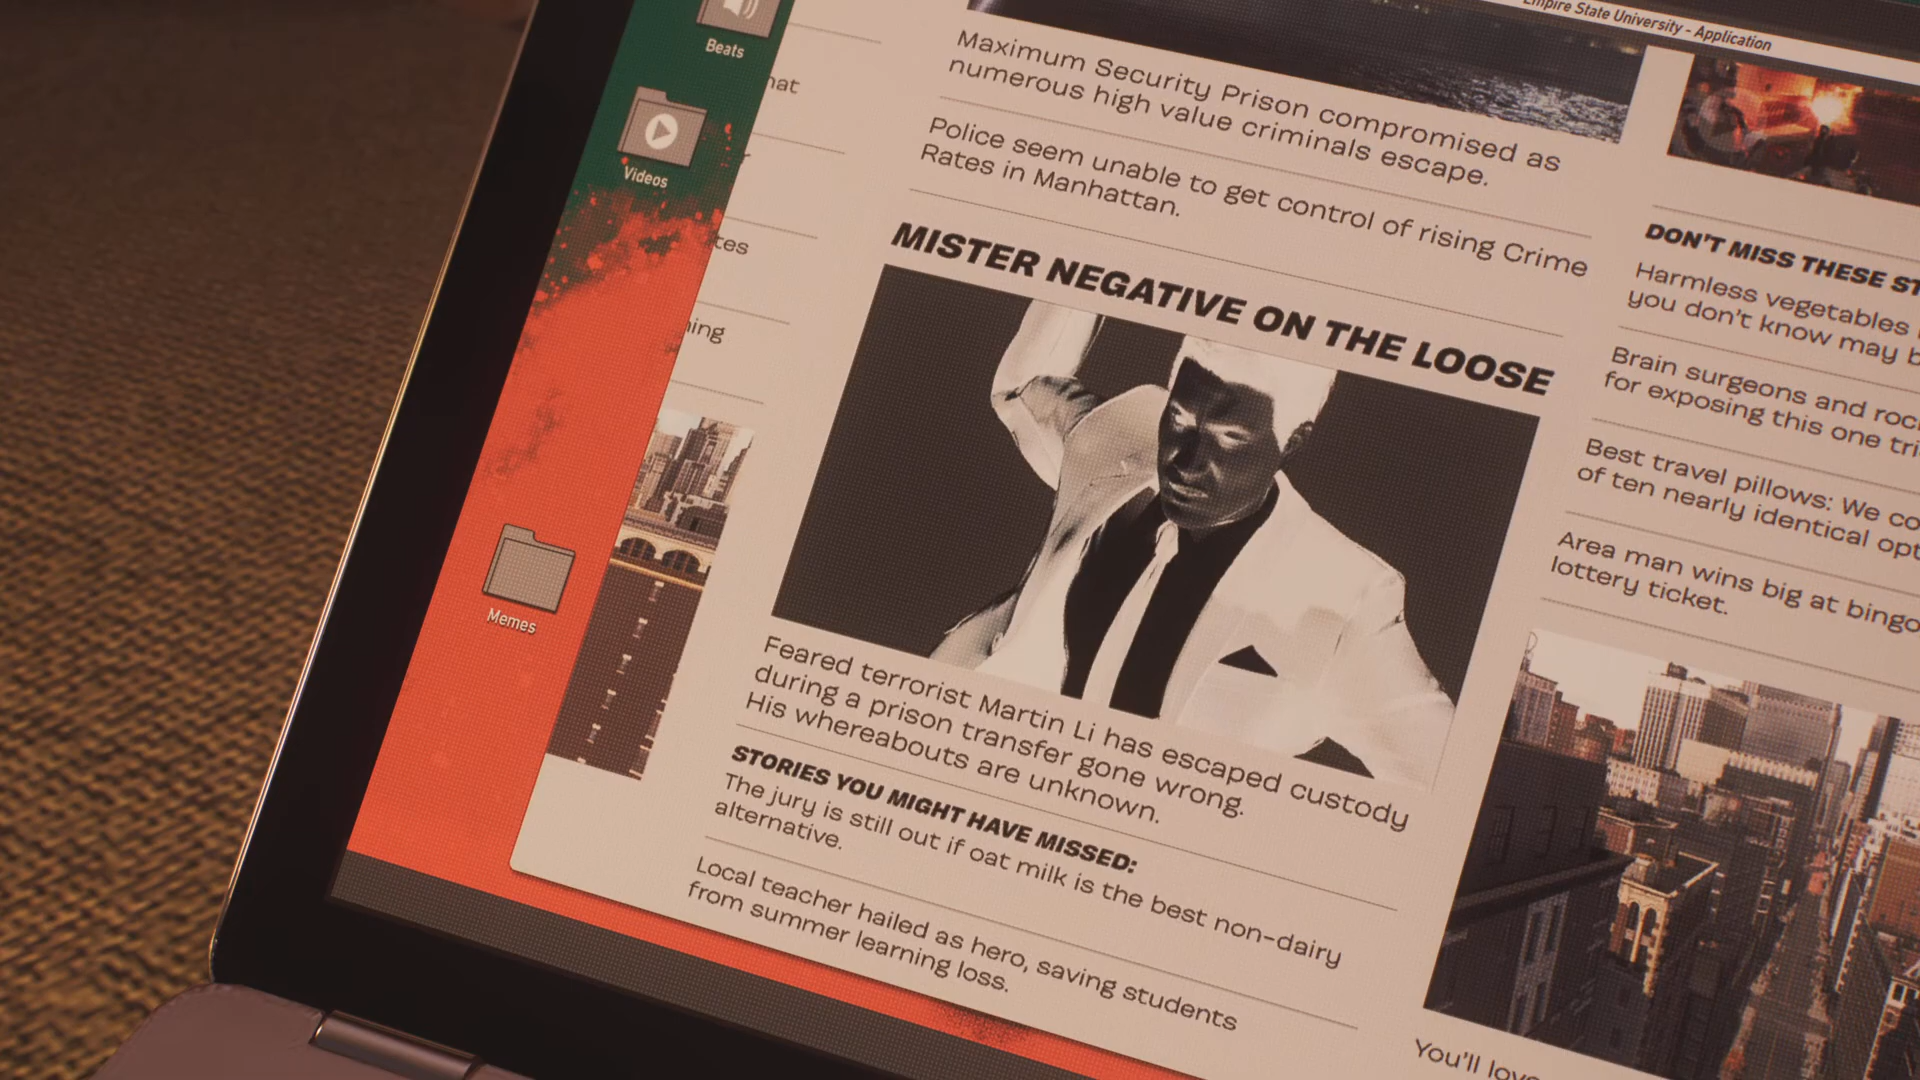 Empire State University - Application
Beats
Videos
Memes
Maximum Security Prison compromised as
numerous high value criminals escape.
Police seem unable to get control of rising Crime
Rates in Manhattan.
MISTER NEGATIVE ON THE LOOSE
Feared terrorist Martin Li has escaped custody
during a prison transfer gone wrong.
His whereabouts are unknown.
STORIES YOU MIGHT HAVE MISSED:
The jury is still out if oat milk is the best non-dairy
alternative.
Local teacher hailed as hero, saving students
from summer learning loss.
DON'T MISS THESE ST
Harmless vegetables
you don't know may b
Brain surgeons and roc
for exposing this one tri
Best travel pillows: We co
of ten nearly identical opt
Area man wins big at bingo
lottery ticket.
You'll lov